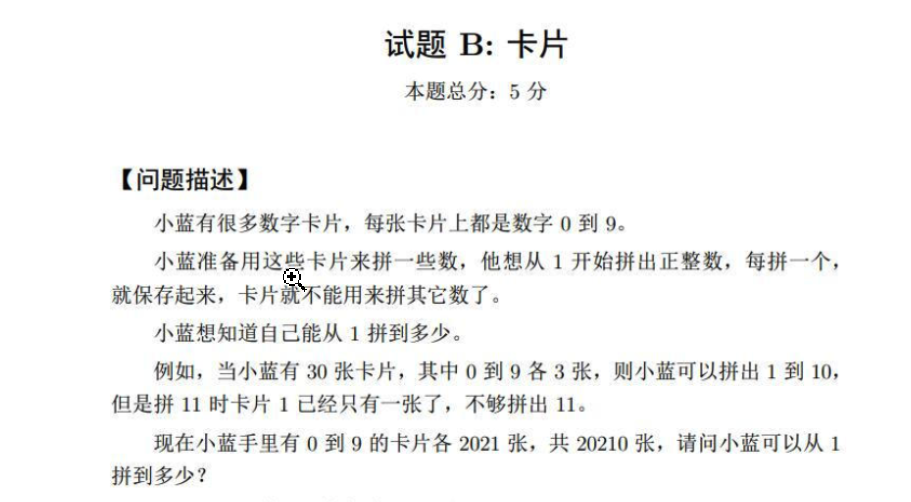 试题 B: 卡片
本题总分：5 分
【问题描述】
小蓝有很多数字卡片，每张卡片上都是数字 0 到 9。
小蓝准备用这些卡片来拼一些数，他想从 1 开始拼出正整数，每拼一个，
就保存起来，卡片就不能用来拼其它数了。
小蓝想知道自己能从 1 拼到多少。
例如，当小蓝有 30 张卡片，其中 0 到 9 各 3 张，则小蓝可以拼出 1 到 10，
但是拼 11 时卡片 1 已经只有一张了，不够拼出 11。
现在小蓝手里有 0 到 9 的卡片各 2021 张，共 20210 张，请问小蓝可以从 1
拼到多少？